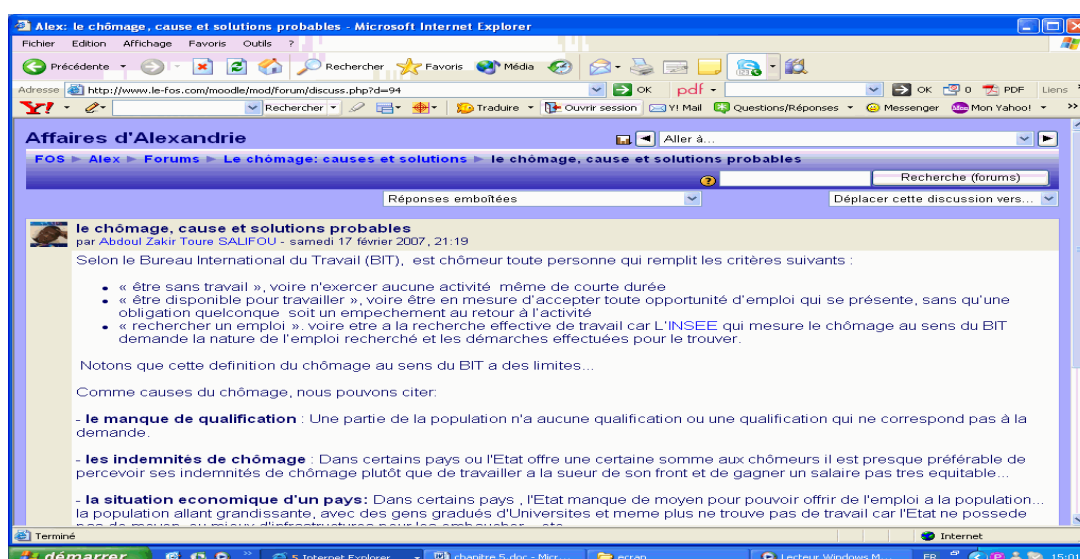 Alex: le chômage, cause et solutions probables - Microsoft Internet Explorer
Fichier Edition Affichage Favoris Outils ?
Précédente Rechercher Favoris Média
Adresse http://www.le-fos.com/moodle/mod/forum/discuss.php?d=94 OK pdf OK 0 PDF Liens
Y! Rechercher Traduire Ouvrir session Y! Mail Questions/Réponses Messenger Mon Yahoo! »
Affaires d'Alexandrie Aller à...
FOS ► Alex ► Forums ► Le chômage: causes et solutions ► le chômage, cause et solutions probables
Recherche (forums)
Réponses emboîtées Déplacer cette discussion vers...
le chômage, cause et solutions probables
par Abdoul Zakir Toure SALIFOU - samedi 17 février 2007, 21:19
Selon le Bureau International du Travail (BIT), est chômeur toute personne qui remplit les critères suivants :
• « être sans travail », voire n'exercer aucune activité même de courte durée
• « être disponible pour travailler », voire être en mesure d'accepter toute opportunité d'emploi qui se présente, sans qu'une
obligation quelconque soit un empechement au retour à l'activité
• « rechercher un emploi ». voire etre a la recherche effective de travail car L'INSEE qui mesure le chômage au sens du BIT
demande la nature de l'emploi recherché et les démarches effectuées pour le trouver.
Notons que cette definition du chômage au sens du BIT a des limites...
Comme causes du chômage, nous pouvons citer:
- le manque de qualification : Une partie de la population n'a aucune qualification ou une qualification qui ne correspond pas à la
demande.
- les indemnités de chômage : Dans certains pays ou l'Etat offre une certaine somme aux chômeurs il est presque préférable de
percevoir ses indemnités de chômage plutôt que de travailler a la sueur de son front et de gagner un salaire pas tres equitable...
- la situation economique d'un pays: Dans certains pays , l'Etat manque de moyen pour pouvoir offrir de l'emploi a la population...
la population allant grandissante, avec des gens gradués d'Universites et meme plus ne trouve pas de travail car l'Etat ne possede
pas de moyen, ou mieux d'infrastructures pour les embaucher... etc
Terminé Internet
démarrer » 5 Internet Explorer chapitre 5.doc - Micr... ecran Lecteur Windows M... FR 15:01